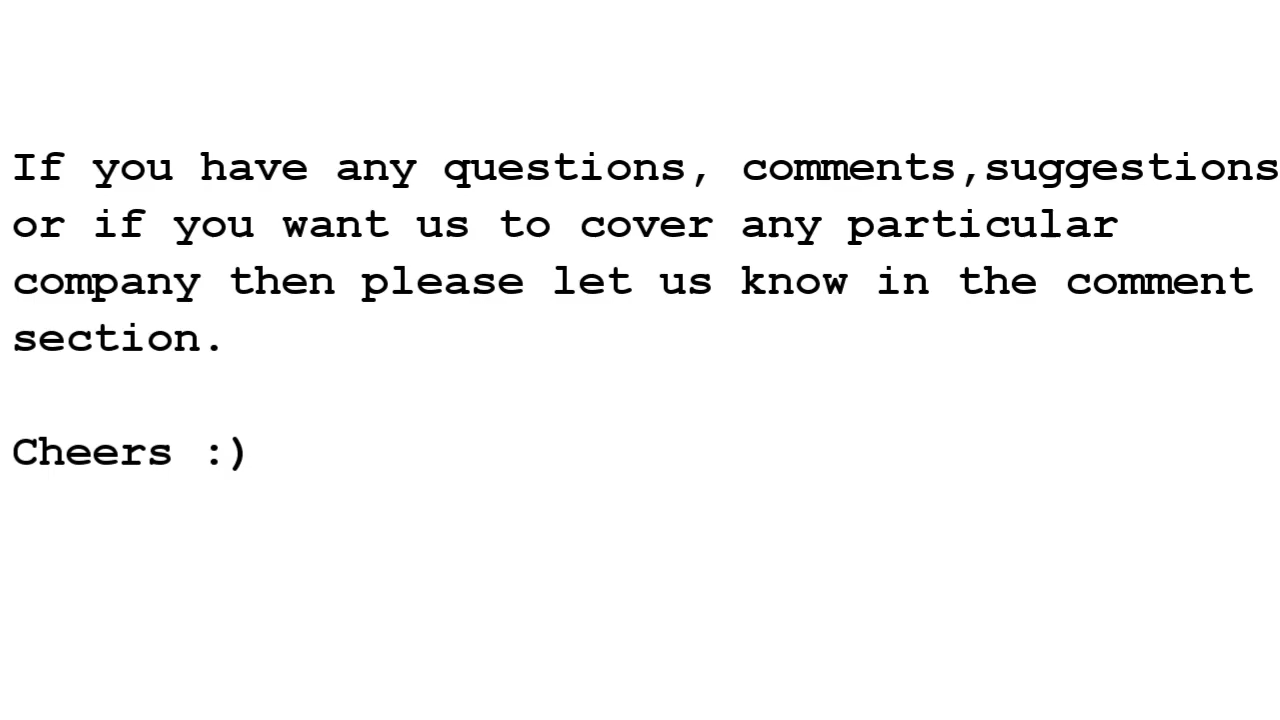 If you have any questions, comments,suggestions
or if you want us to cover any particular
company then please let us know in the comment
section.
Cheers :)